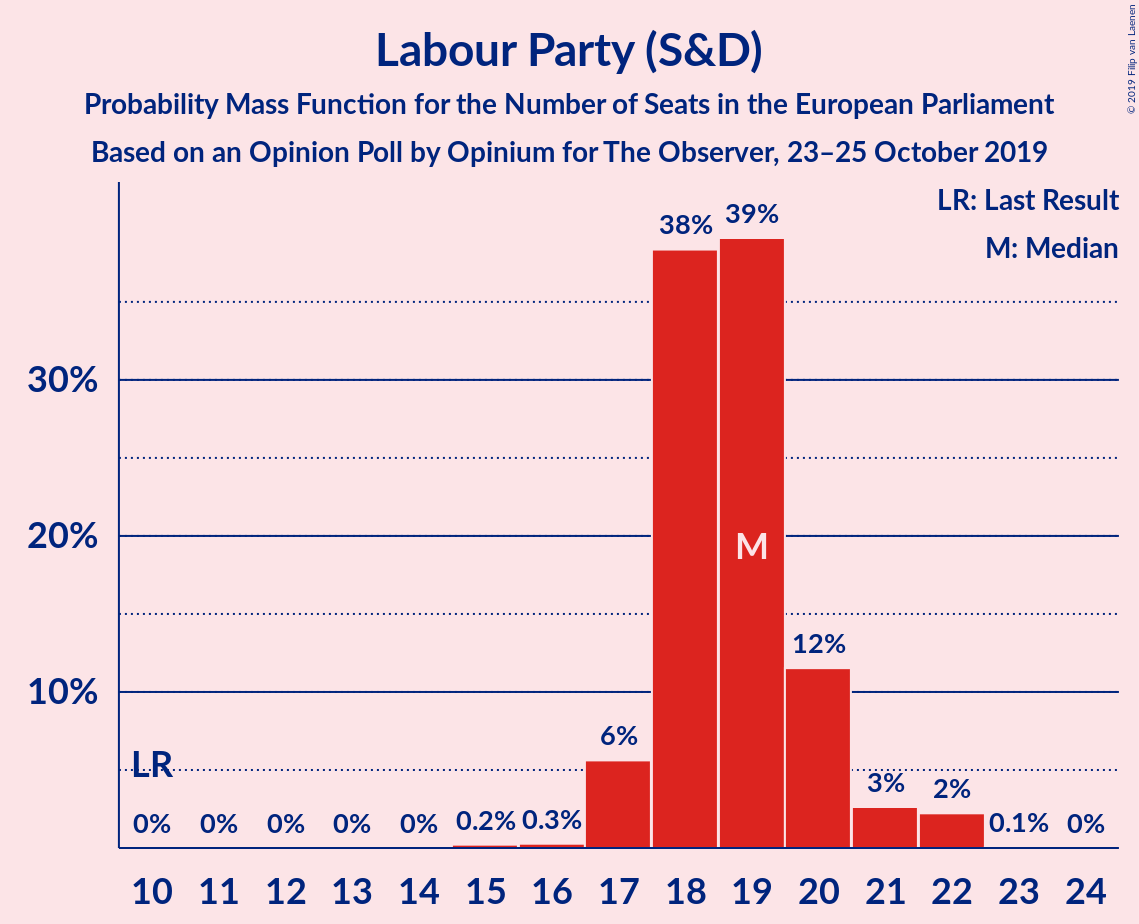 Labour Party (S&D)
Probability Mass Function for the Number of Seats in the European Parliament
Based on an Opinion Poll by Opinium for The Observer, 23–25 October 2019
© 2019 Filip van Laenen
LR: Last Result
M: Median
38% 39%
30%
20%
M
12%
10%
6%
LR
3% 2%
0% 0% 0% 0% 0% 0.2% 0.3% 0.1% 0%
10 11 12 13 14 15 16 17 18 19 20 21 22 23 24